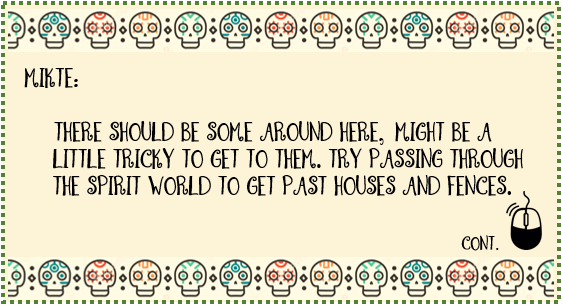 MIKTE:
THERE SHOULD BE SOME AROUND HERE, MIGHT BE A
LITTLE TRICKY TO GET TO THEM. TRY PASSING THROUGH
THE SPIRIT WORLD TO GET PAST HOUSES AND FENCES.
CONT.